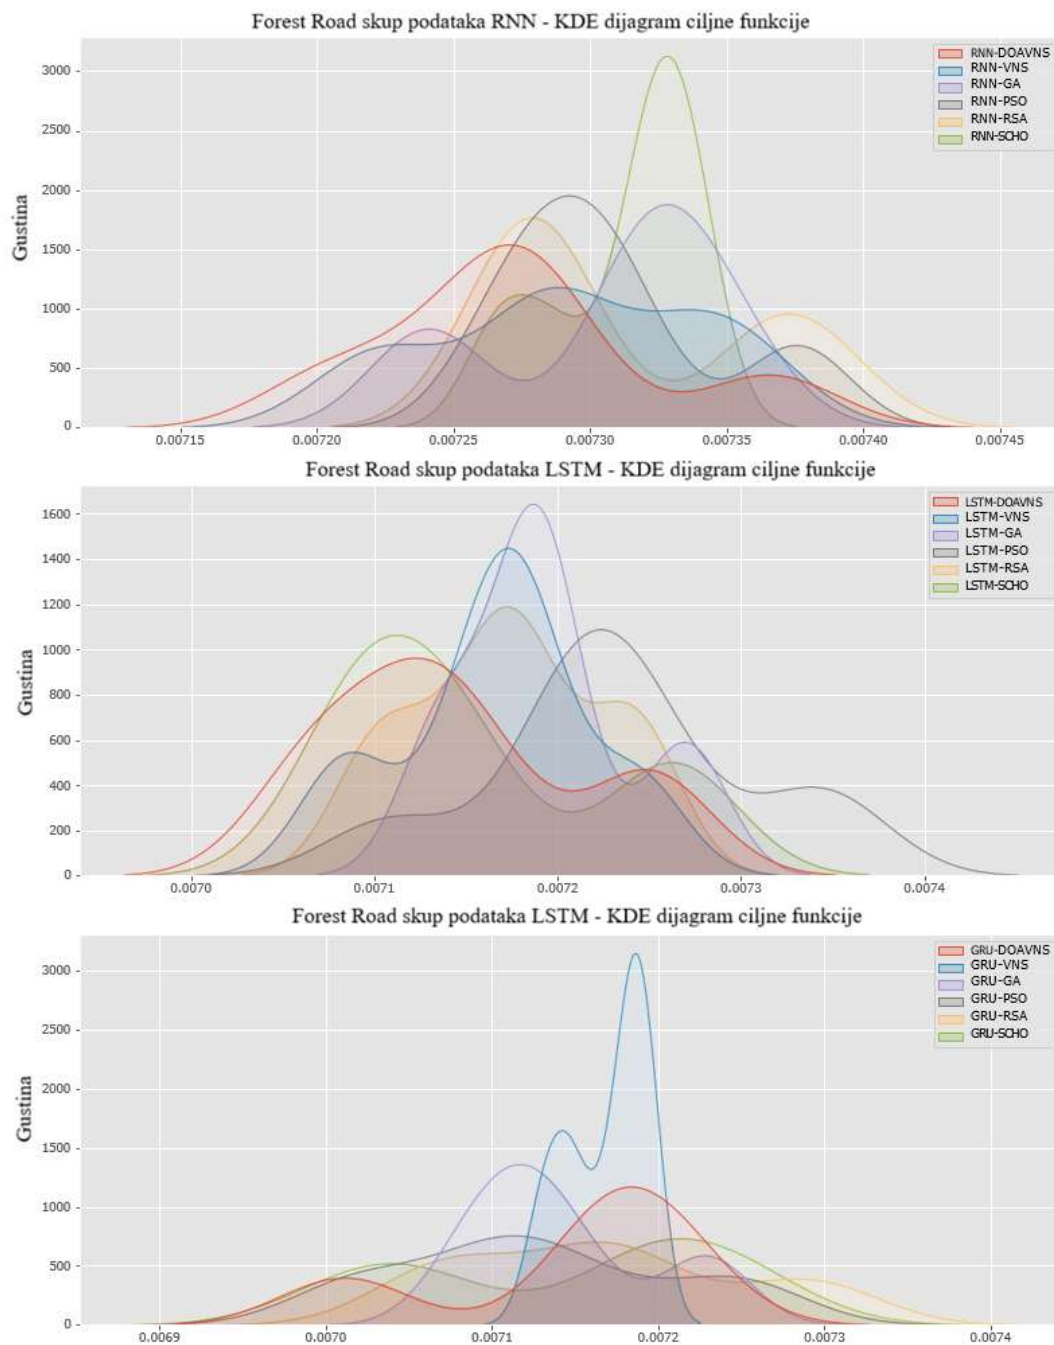 Forest Road skup podataka RNN - KDE dijagram ciljne funkcije
Gustina
3000
2500
2000
1500
1000
500
0
RNN-DOAVNS
RNN-VNS
RNN-GA
RNN-PSO
RNN-RSA
RNN-SCHO
0.00715
0.00720
0.00725
0.00730
0.00735
0.00740
0.00745
Forest Road skup podataka LSTM - KDE dijagram ciljne funkcije
Gustina
1600
1400
1200
1000
800
600
400
200
0
LSTM-DOAVNS
LSTM-VNS
LSTM-GA
LSTM-PSO
LSTM-RSA
LSTM-SCHO
0.0070
0.0071
0.0072
0.0073
0.0074
Forest Road skup podataka LSTM - KDE dijagram ciljne funkcije
Gustina
3000
2500
2000
1500
1000
500
0
GRU-DOAVNS
GRU-VNS
GRU-GA
GRU-PSO
GRU-RSA
GRU-SCHO
0.0069
0.0070
0.0071
0.0072
0.0073
0.0074